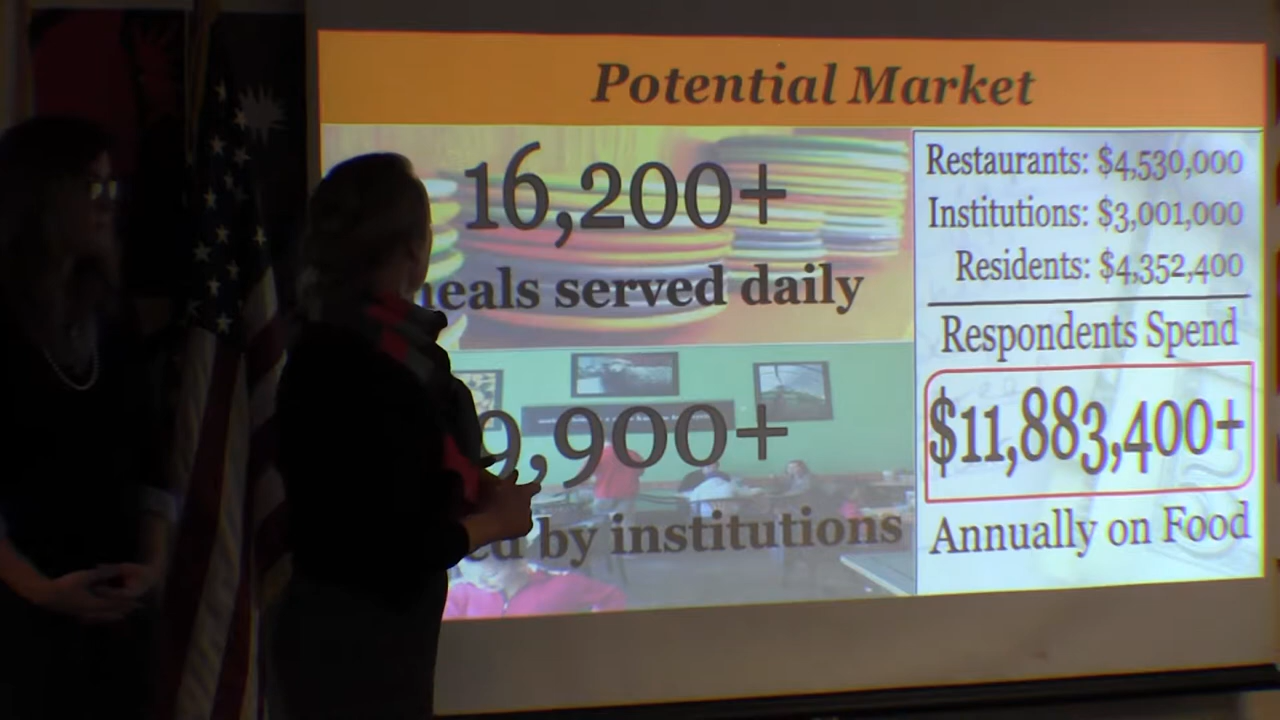 Potential Market
16,200+
meals served daily
9,900+
by institutions
Restaurants: $4,530,000
Institutions: $3,001,000
Residents: $4,352,400
Respondents Spend
$11,883,400+
Annually on Food